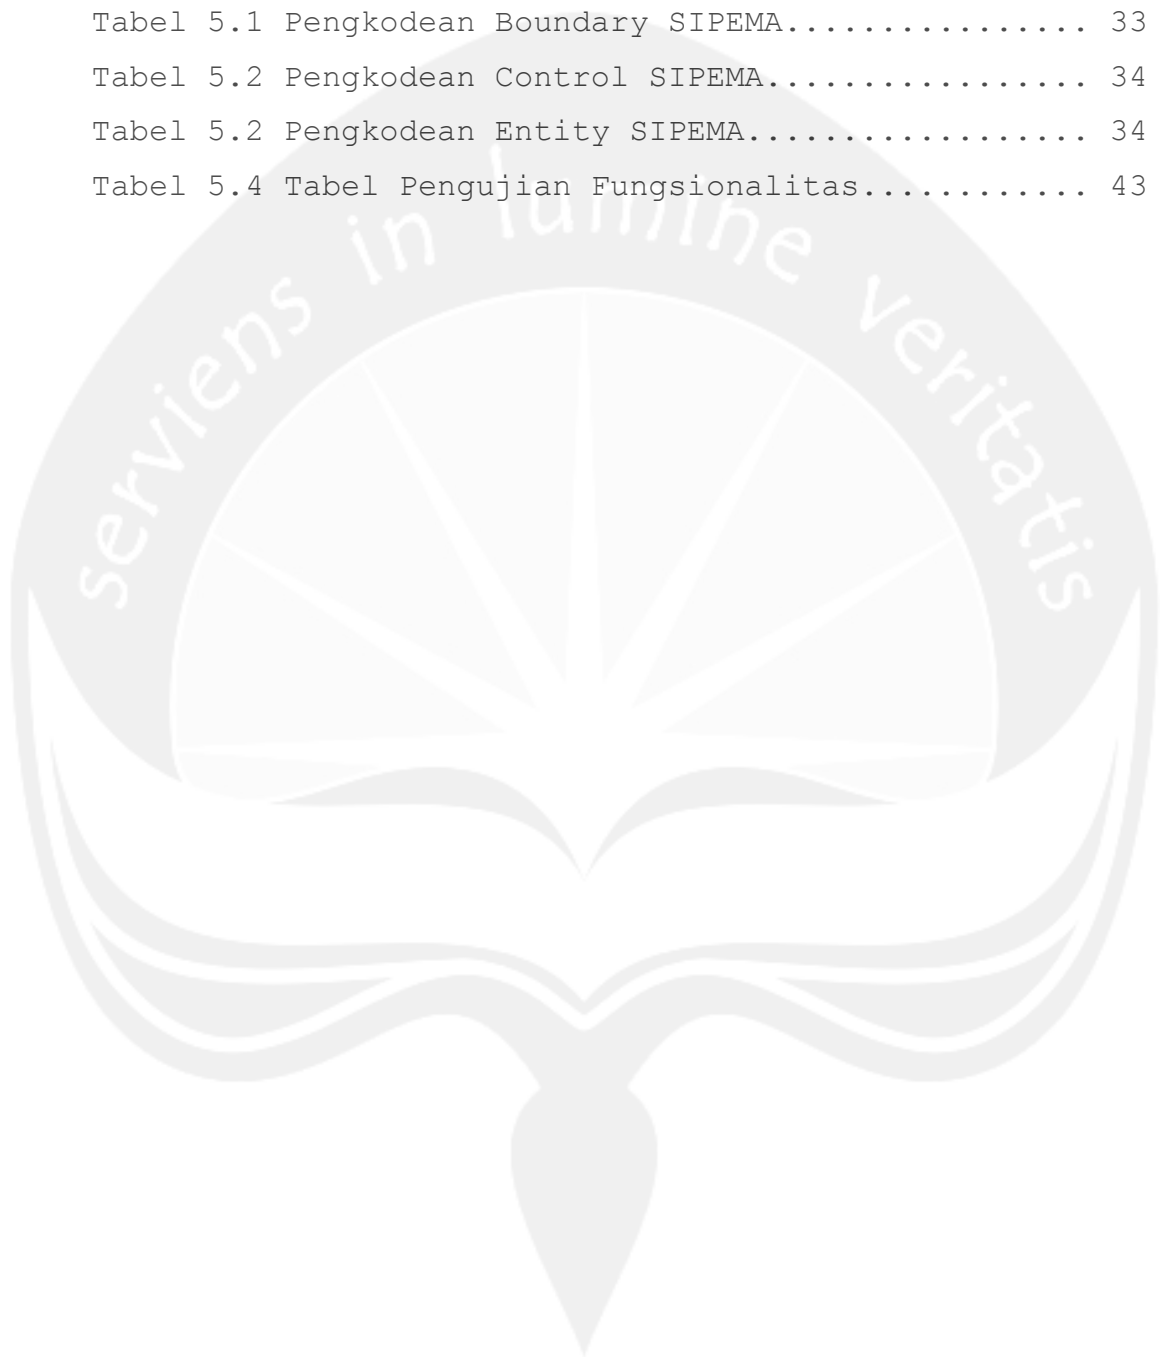 Tabel 5.1 Pengkodean Boundary SIPEMA............... 33
Tabel 5.2 Pengkodean Control SIPEMA................ 34
Tabel 5.2 Pengkodean Entity SIPEMA................. 34
Tabel 5.4 Tabel Pengujian Fungsionalitas........... 43
serviens in lumine veritatis